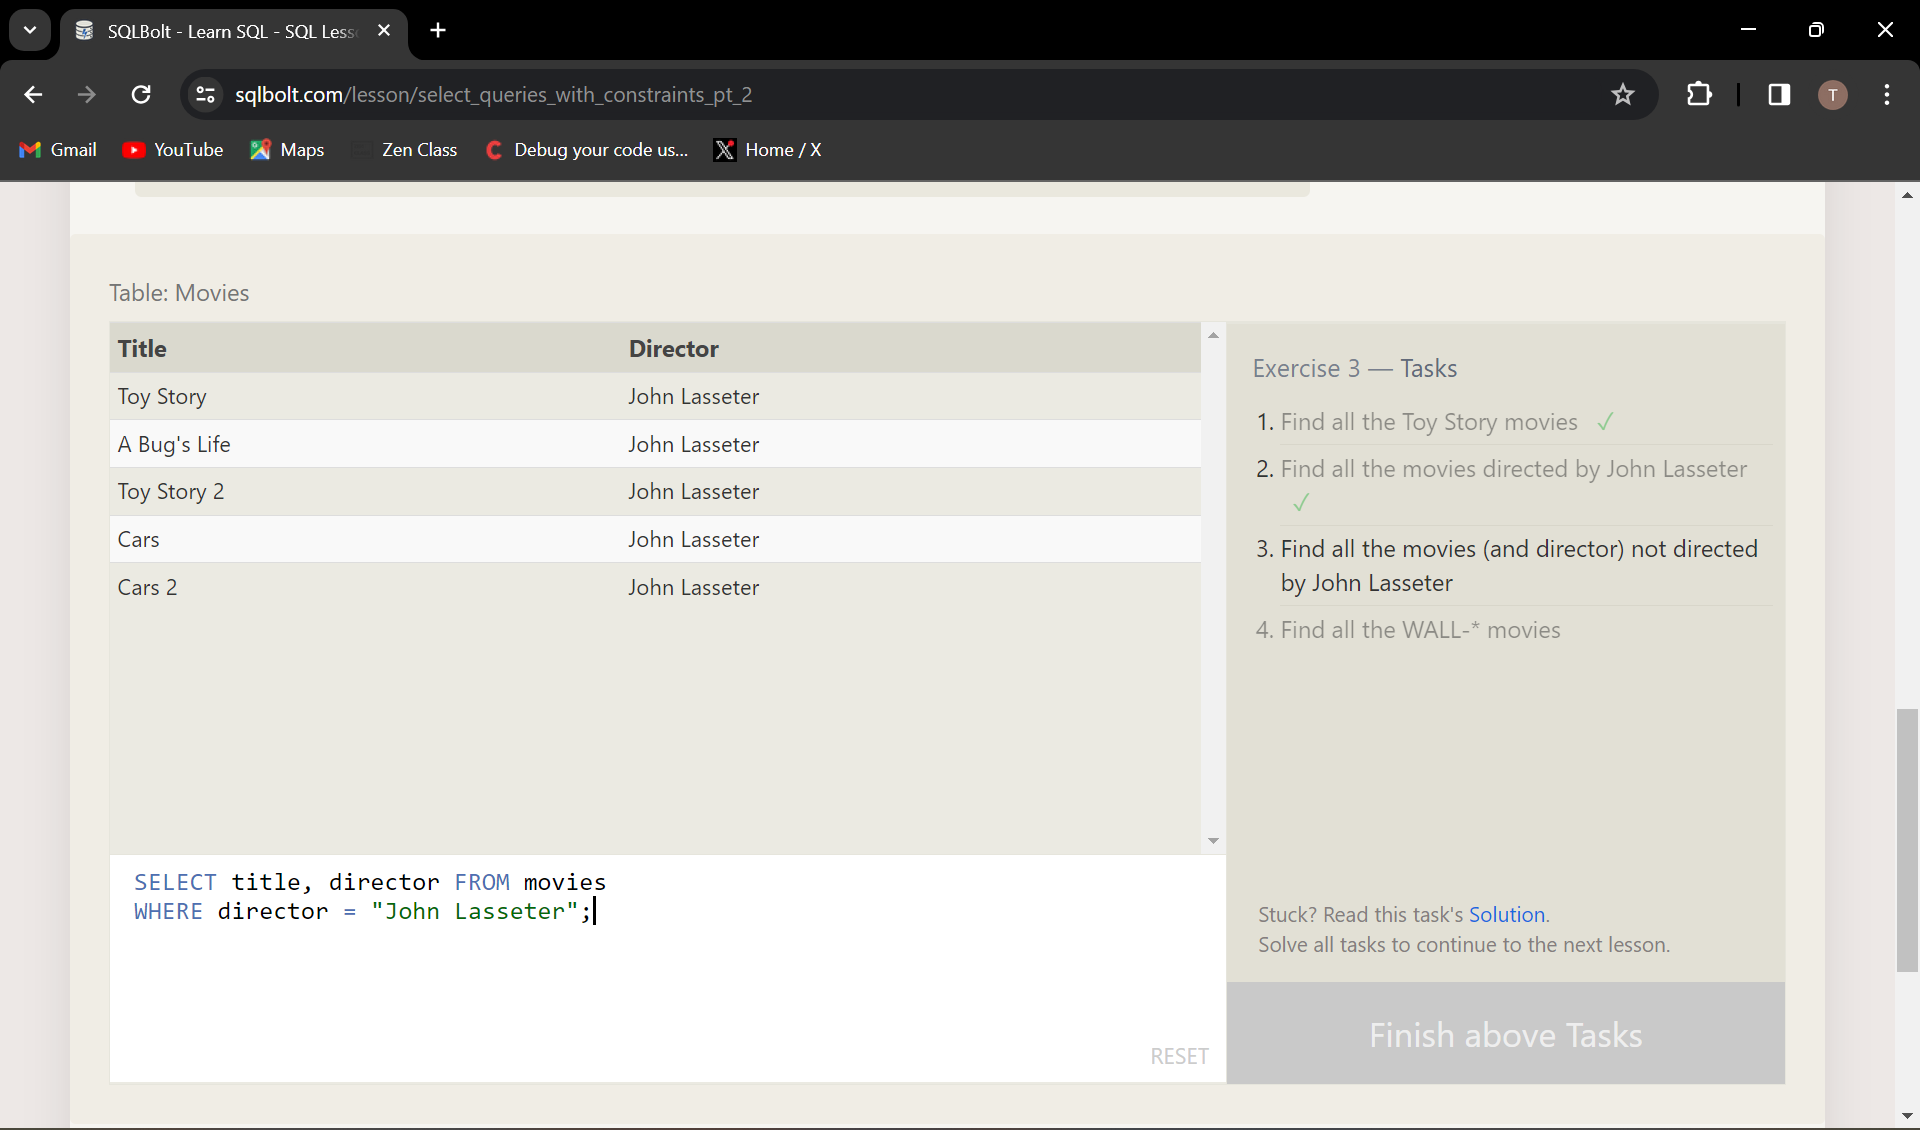 SQLBolt - Learn SQL - SQL Less
sqlbolt.com/lesson/select_queries_with_constraints_pt_2
T
Gmail
YouTube
Maps
Zen Class
Debug your code us...
Home / X
Table: Movies
Title Director
Toy Story John Lasseter
A Bug's Life John Lasseter
Toy Story 2 John Lasseter
Cars John Lasseter
Cars 2 John Lasseter
SELECT title, director FROM movies
WHERE director = "John Lasseter";
RESET
Exercise 3 — Tasks
1. Find all the Toy Story movies ✓
2. Find all the movies directed by John Lasseter
✓
3. Find all the movies (and director) not directed
by John Lasseter
4. Find all the WALL-* movies
Stuck? Read this task's Solution.
Solve all tasks to continue to the next lesson.
Finish above Tasks